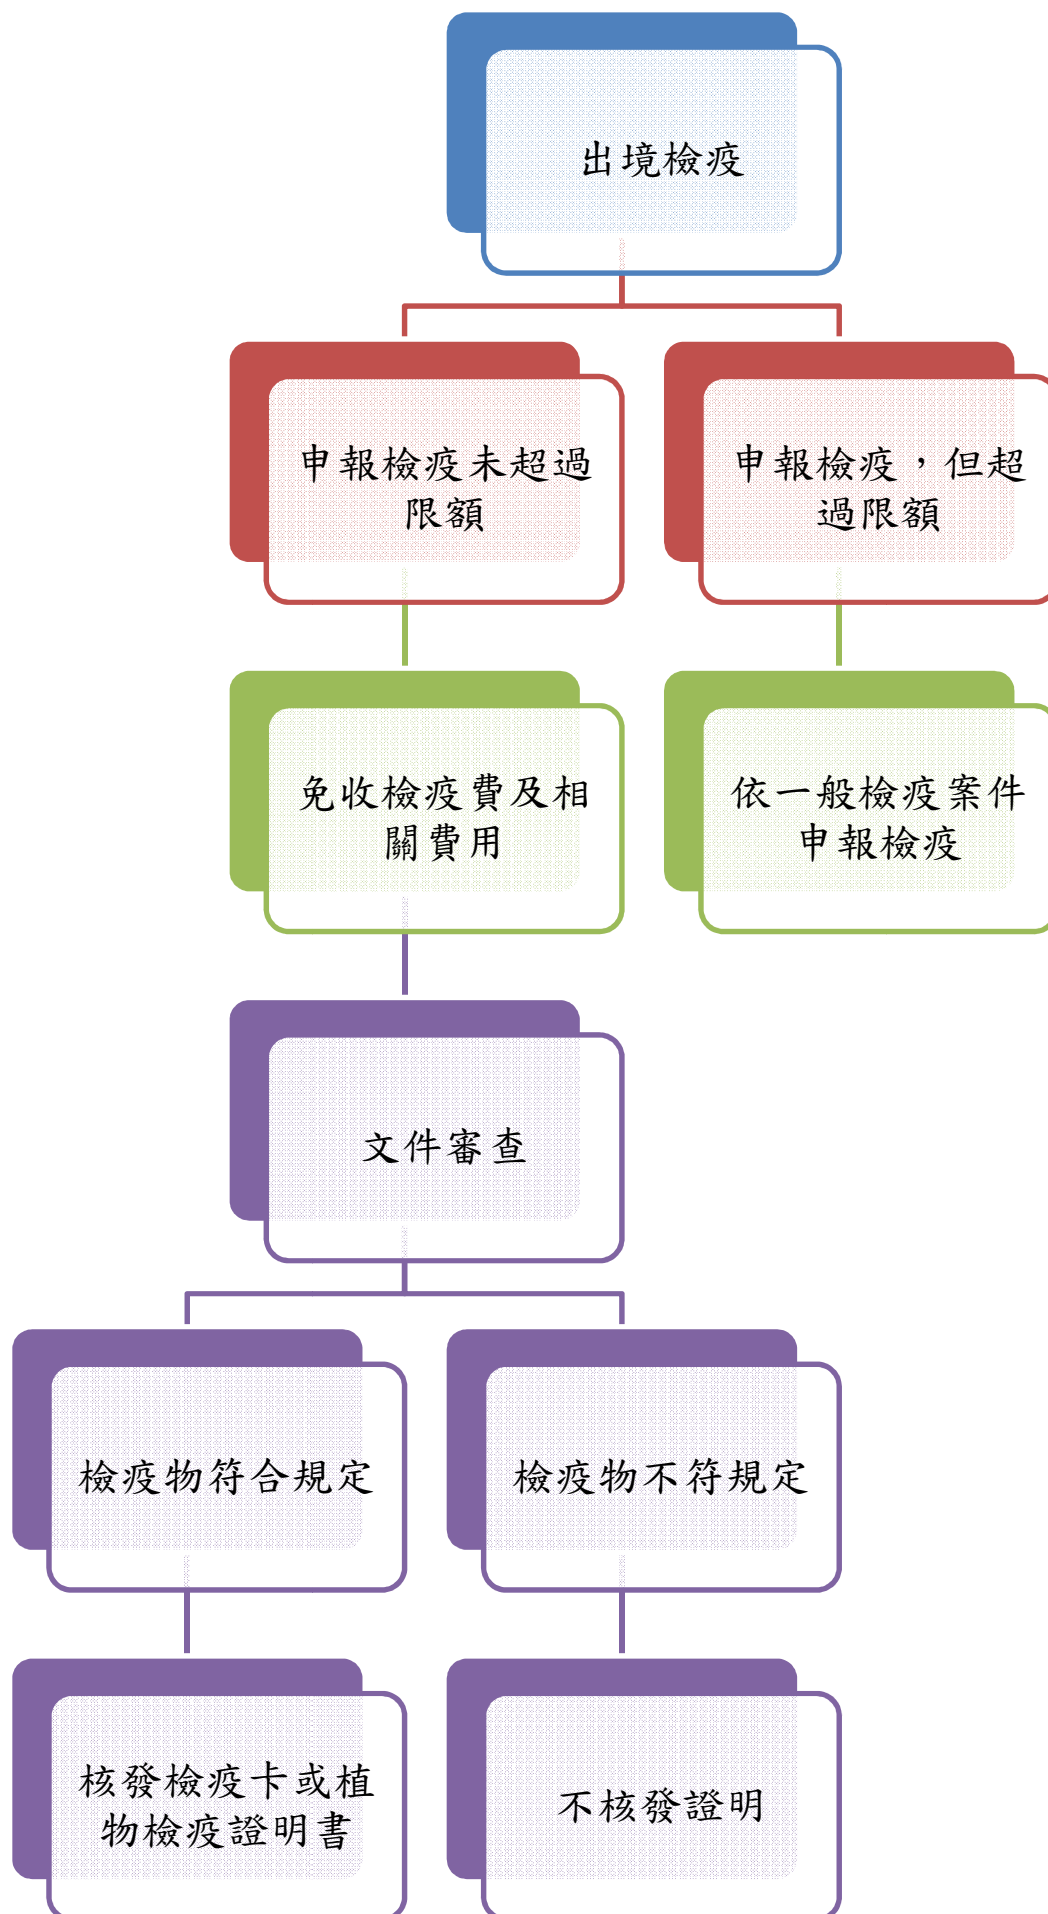 出境檢疫
申報檢疫未超過
限額
申報檢疫，但超
過限額
免收檢疫費及相
關費用
依一般檢疫案件
申報檢疫
文件審查
檢疫物符合規定
檢疫物不符規定
核發檢疫卡或植
物檢疫證明書
不核發證明